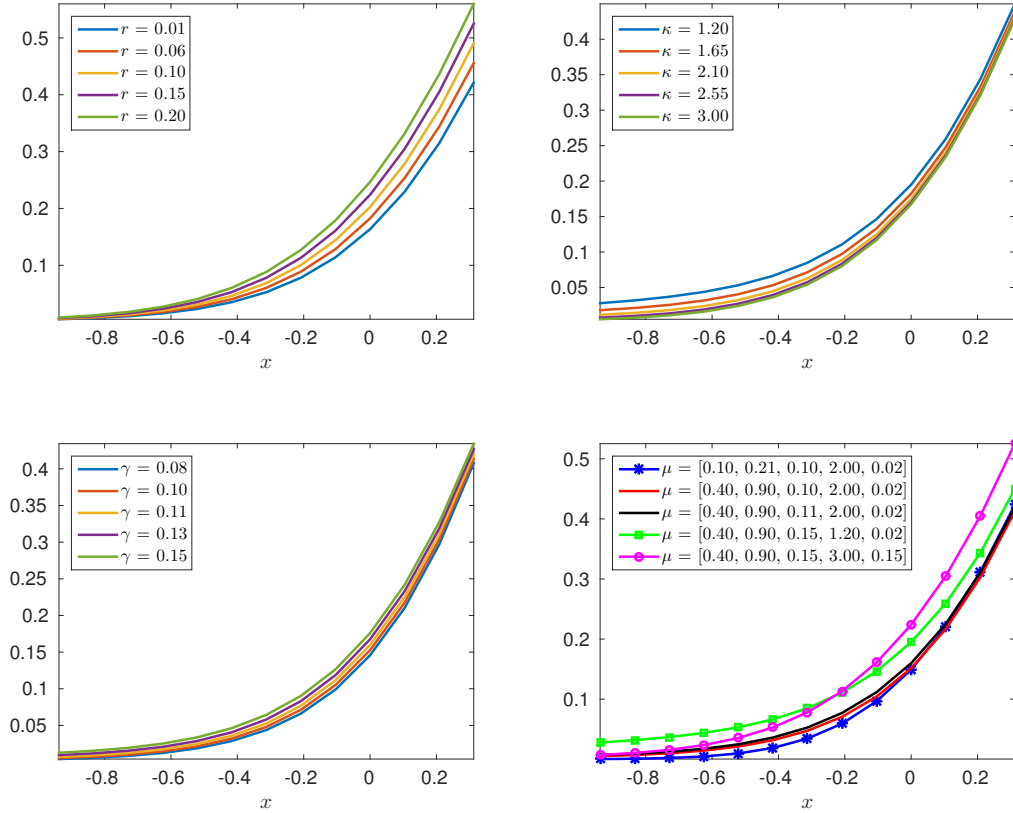 0.5
0.4
0.3
0.2
0.1
r = 0.01
r = 0.06
r = 0.10
r = 0.15
r = 0.20
-0.8 -0.6 -0.4 -0.2 0 0.2
x
0.4
0.35
0.3
0.25
0.2
0.15
0.1
0.05
κ = 1.20
κ = 1.65
κ = 2.10
κ = 2.55
κ = 3.00
-0.8 -0.6 -0.4 -0.2 0 0.2
x
0.4
0.35
0.3
0.25
0.2
0.15
0.1
0.05
γ = 0.08
γ = 0.10
γ = 0.11
γ = 0.13
γ = 0.15
-0.8 -0.6 -0.4 -0.2 0 0.2
x
0.5
0.4
0.3
0.2
0.1
μ = [0.10, 0.21, 0.10, 2.00, 0.02]
μ = [0.40, 0.90, 0.10, 2.00, 0.02]
μ = [0.40, 0.90, 0.11, 2.00, 0.02]
μ = [0.40, 0.90, 0.15, 1.20, 0.02]
μ = [0.40, 0.90, 0.15, 3.00, 0.15]
-0.8 -0.6 -0.4 -0.2 0 0.2
x